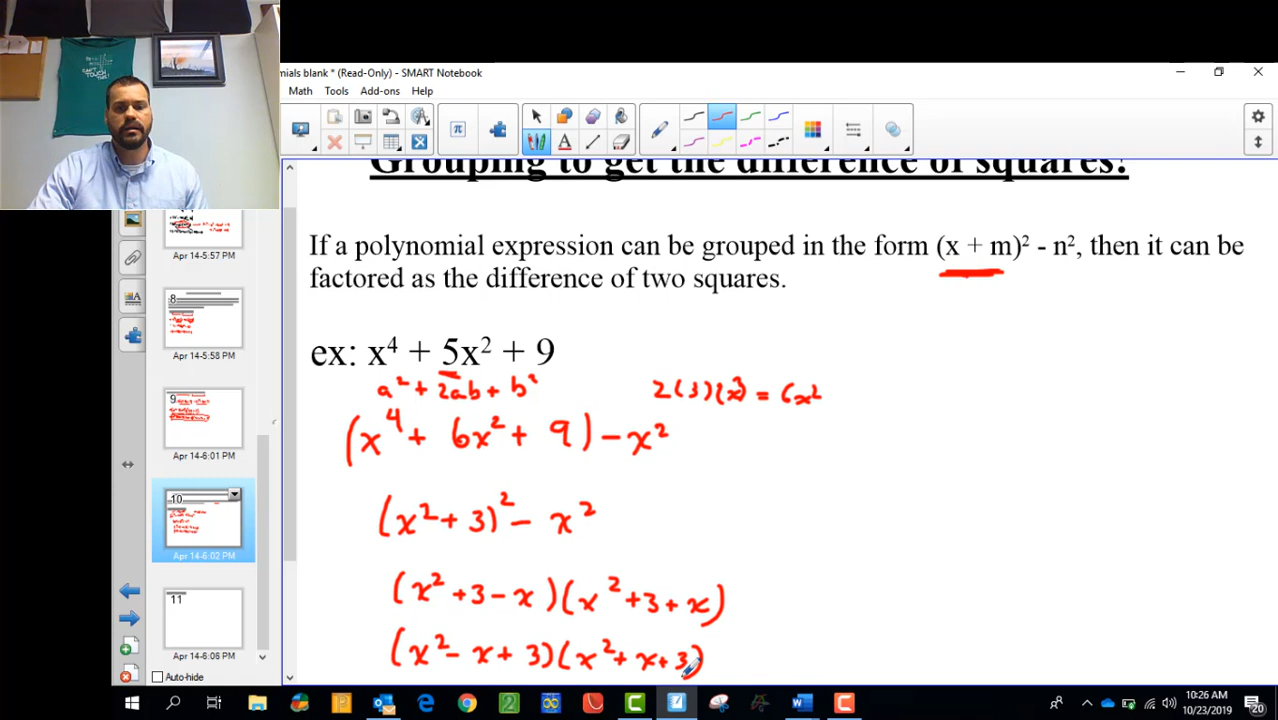 CAN'T
TOUCH
THIS!
mials blank * (Read-Only) – SMART Notebook
Math Tools Add-ons Help
Grouping to get the difference of squares!
If a polynomial expression can be grouped in the form (x + m)² - n², then it can be
factored as the difference of two squares.
ex: x⁴ + 5x² + 9
a² + 2ab + b²
2(3)(x²) = 6x²
(x⁴ + 6x² + 9) - x²
(x² + 3)² - x²
(x² + 3 - x)(x² + 3 + x)
(x² - x + 3)(x² + x + 3)
Apr 14-5:57 PM
8
Apr 14-5:58 PM
9
Apr 14-6:01 PM
10
Apr 14-6:02 PM
11
Apr 14-6:06 PM
Auto-hide
10:26 AM
10/23/2019
20